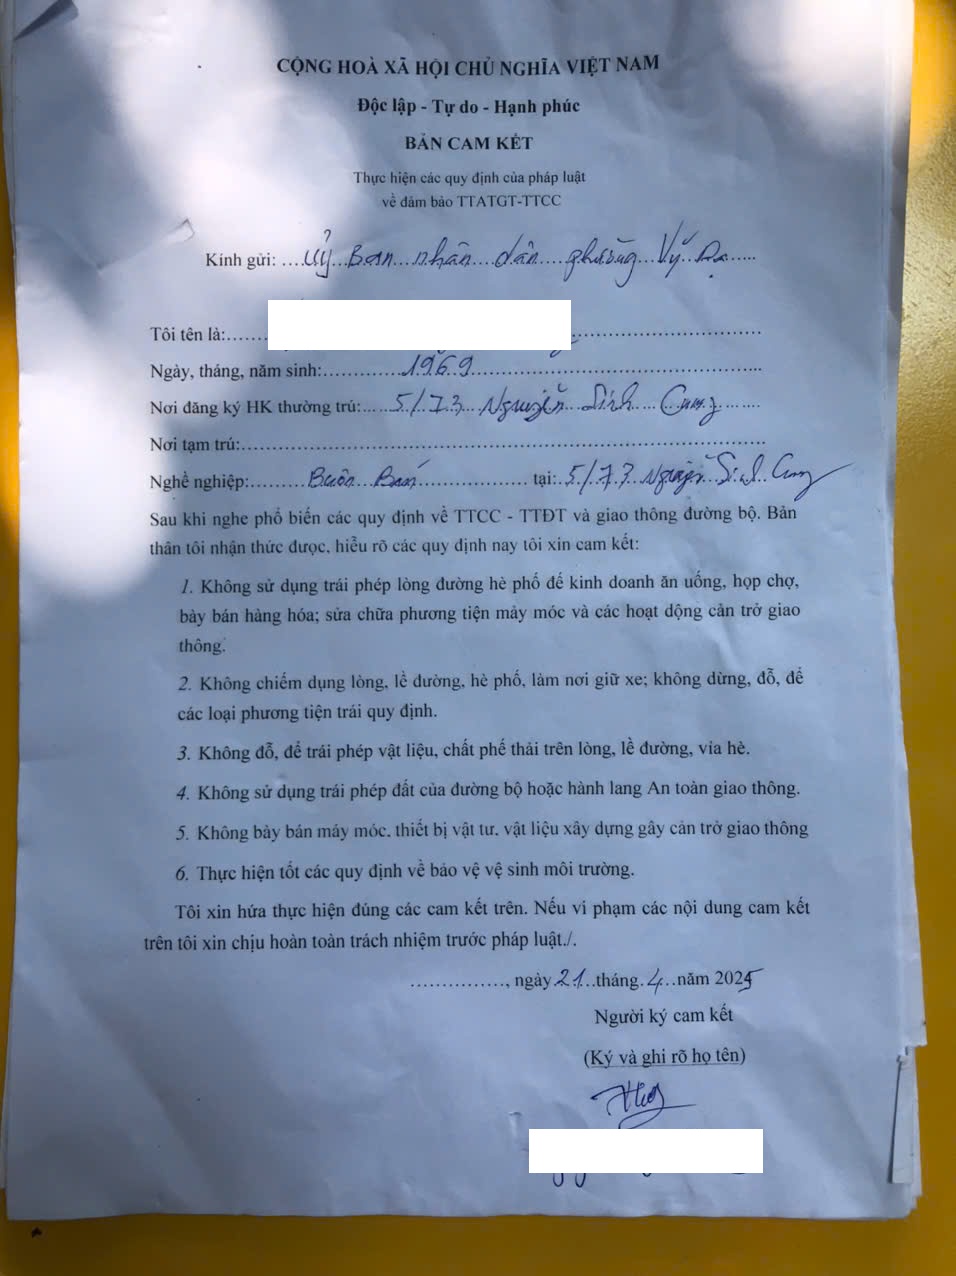 CỘNG HOÀ XÃ HỘI CHỦ NGHĨA VIỆT NAM
Độc lập - Tự do - Hạnh phúc
BẢN CAM KẾT
Thực hiện các quy định của pháp luật
về đảm bảo TTATGT-TTCC
Kính gửi: ....Uỷ Ban nhân dân phường Vỹ Dạ.....
Tôi tên là:......
Ngày, tháng, năm sinh:............1969............
Nơi đăng ký HK thường trú:....5/73 Nguyễn Sinh Cung......
Nơi tạm trú:............
Nghề nghiệp:.........Buôn Bán............ tại: 5/73 Nguyễn Sinh Cung
Sau khi nghe phổ biến các quy định về TTCC - TTĐT và giao thông đường bộ. Bản
thân tôi nhận thức được, hiểu rõ các quy định nay tôi xin cam kết:
1. Không sử dụng trái phép lòng đường hè phố để kinh doanh ăn uống, họp chợ,
bày bán hàng hóa; sửa chữa phương tiện máy móc và các hoạt động cản trở giao
thông.
2. Không chiếm dụng lòng, lề đường, hè phố, làm nơi giữ xe; không dừng, đỗ, để
các loại phương tiện trái quy định.
3. Không đỗ, để trái phép vật liệu, chất phế thải trên lòng, lề đường, vỉa hè.
4. Không sử dụng trái phép đất của đường bộ hoặc hành lang An toàn giao thông.
5. Không bày bán máy móc, thiết bị vật tư, vật liệu xây dựng gây cản trở giao thông
6. Thực hiện tốt các quy định về bảo vệ vệ sinh môi trường.
Tôi xin hứa thực hiện đúng các cam kết trên. Nếu vi phạm các nội dung cam kết
trên tôi xin chịu hoàn toàn trách nhiệm trước pháp luật./.
..............., ngày 21 tháng 4 năm 2025
Người ký cam kết
(Ký và ghi rõ họ tên)